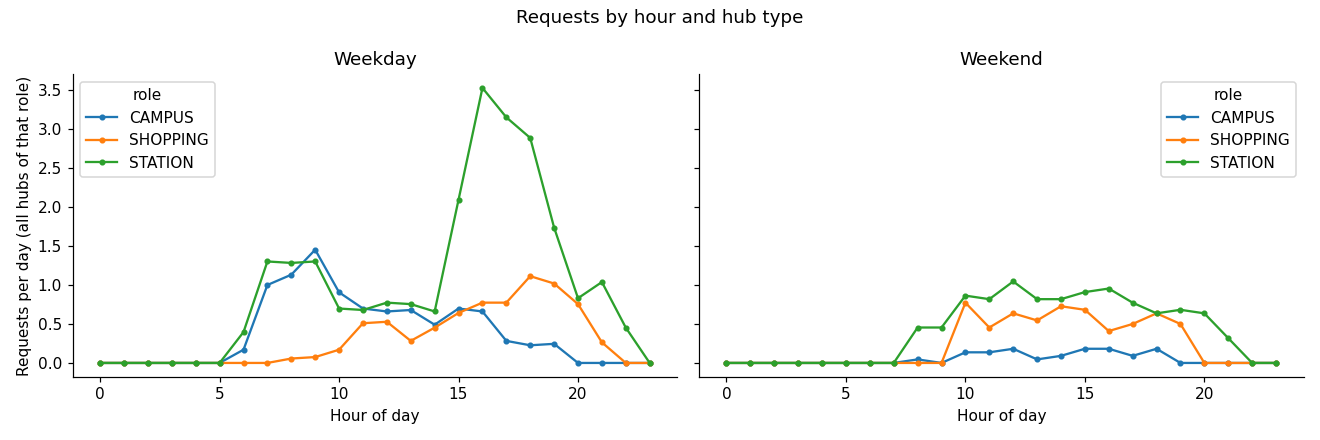 Requests by hour and hub type
Weekday
Requests per day (all hubs of that role)
3.5
3.0
2.5
2.0
1.5
1.0
0.5
0.0
role
CAMPUS
SHOPPING
STATION
0 5 10 15 20
Hour of day
Weekend
role
CAMPUS
SHOPPING
STATION
0 5 10 15 20
Hour of day